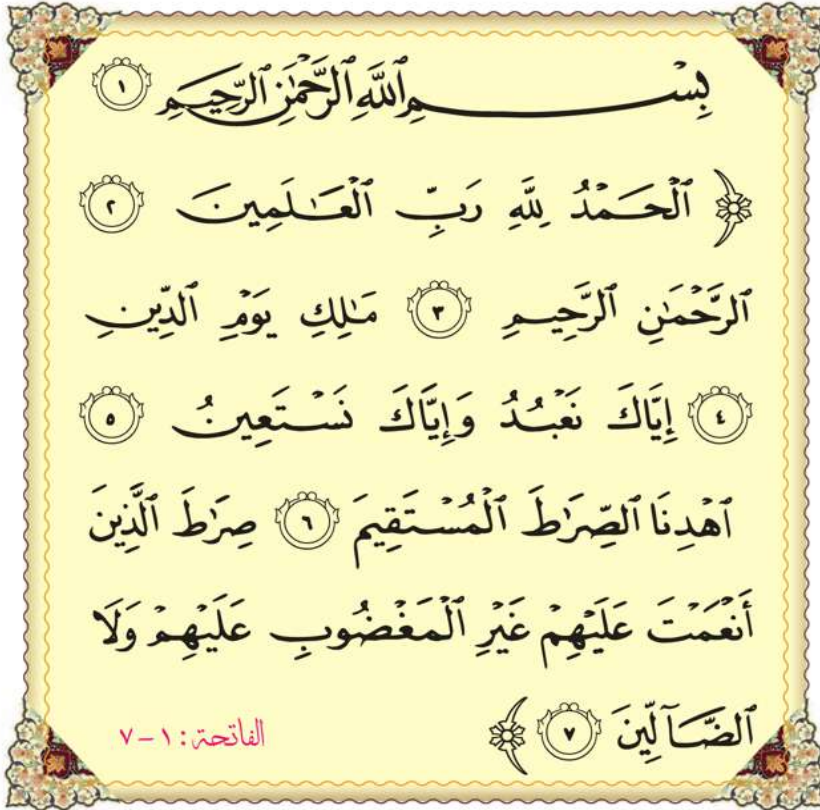 بِسْمِ ٱللَّهِ ٱلرَّحْمَٰنِ ٱلرَّحِيمِ ١
﴿ ٱلْحَمْدُ لِلَّهِ رَبِّ ٱلْعَٰلَمِينَ ٢
ٱلرَّحْمَٰنِ ٱلرَّحِيمِ ٣ مَٰلِكِ يَوْمِ ٱلدِّينِ
٤ إِيَّاكَ نَعْبُدُ وَإِيَّاكَ نَسْتَعِينُ ٥
ٱهْدِنَا ٱلصِّرَٰطَ ٱلْمُسْتَقِيمَ ٦ صِرَٰطَ ٱلَّذِينَ
أَنْعَمْتَ عَلَيْهِمْ غَيْرِ ٱلْمَغْضُوبِ عَلَيْهِمْ وَلَا
ٱلضَّآلِّينَ ٧ ﴾
الفاتحة: ١ – ٧